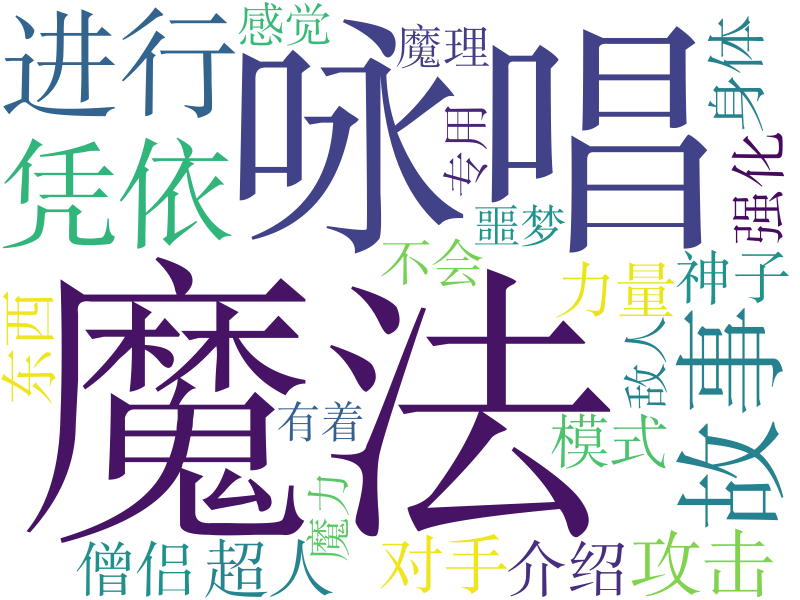 进行
感觉
咏唱
魔理
身体
专用
凭依
强化
噩梦
不会
力量
神子
魔法
东西
故事
敌人
有着
模式
魔力
僧侣
超人
对手
介绍
攻击